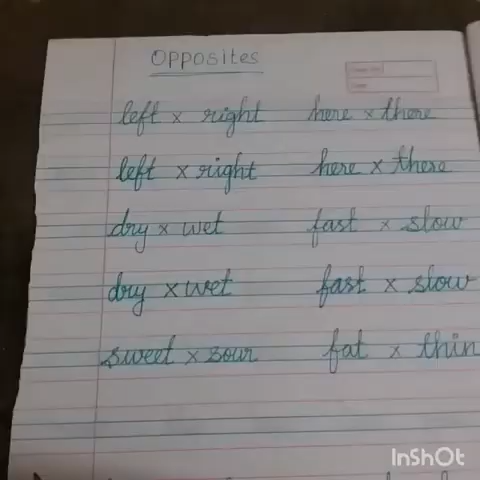 Opposites
left x right here x there
left x right here x there
dry x wet fast x slow
dry x wet fast x slow
sweet x sour fat x thin
InShOt